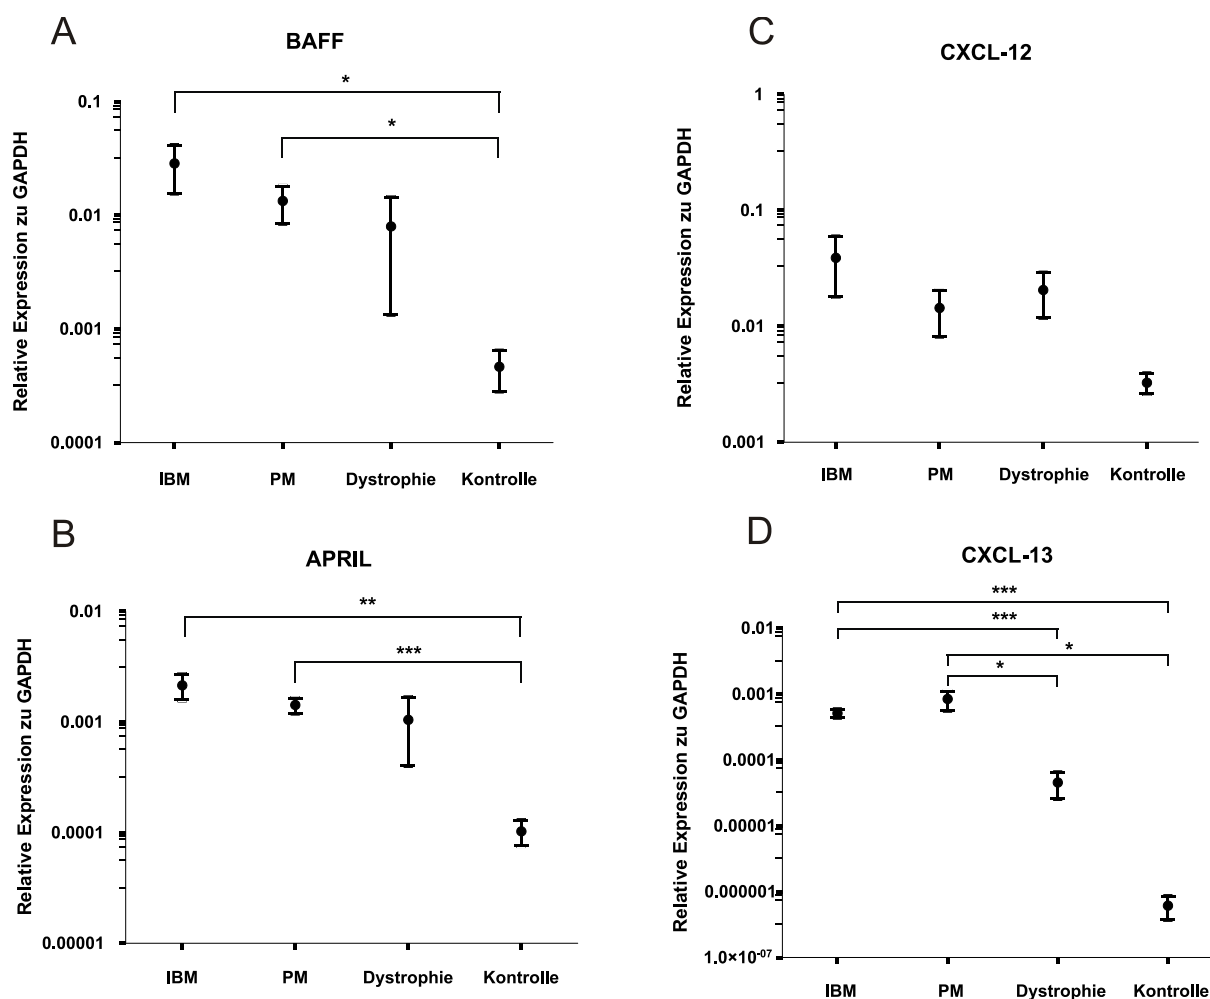 A
BAFF
*
*
0.1
0.01
0.001
0.0001
Relative Expression zu GAPDH
IBM PM Dystrophie Kontrolle
B
APRIL
**
***
0.01
0.001
0.0001
0.00001
Relative Expression zu GAPDH
IBM PM Dystrophie Kontrolle
C
CXCL-12
1
0.1
0.01
0.001
Relative Expression zu GAPDH
IBM PM Dystrophie Kontrolle
D
CXCL-13
***
***
*
*
0.01
0.001
0.0001
0.00001
0.000001
1.0×10⁻⁰⁷
Relative Expression zu GAPDH
IBM PM Dystrophie Kontrolle